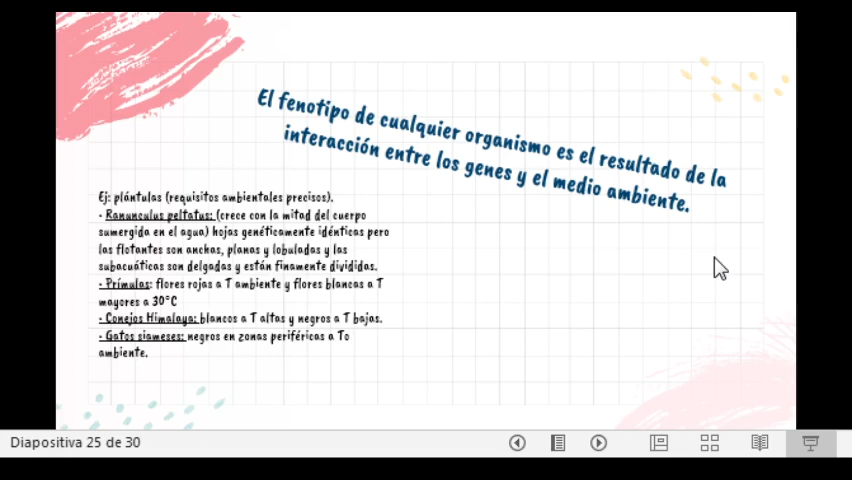 El fenotipo de cualquier organismo es el resultado de la
interacción entre los genes y el medio ambiente.
Ej: plántulas (requisitos ambientales precisos).
- Ranunculus peltatus: (crece con la mitad del cuerpo
sumergida en el agua) hojas genéticamente idénticas pero
las flotantes son anchas, planas y lobuladas y las
subacuáticas son delgadas y están finamente divididas.
- Prímulas: flores rojas a T ambiente y flores blancas a T
mayores a 30°C
- Conejos Himalaya: blancos a T altas y negros a T bajas.
- Gatos siameses: negros en zonas periféricas a To
ambiente.
Diapositiva 25 de 30